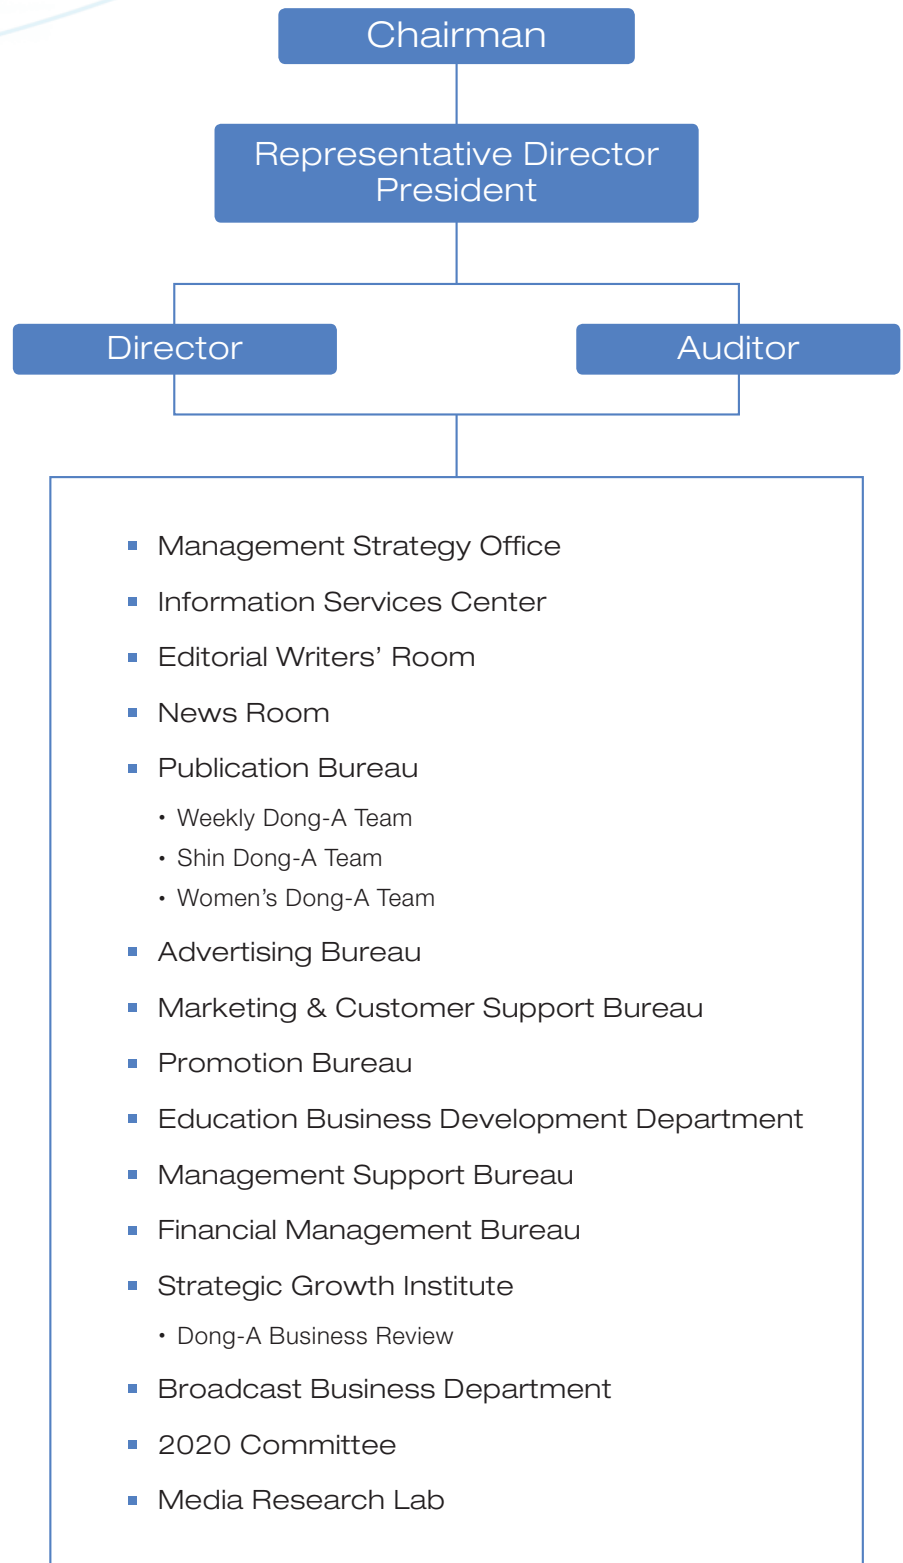 Chairman
Representative Director
President
Director
Auditor
▪ Management Strategy Office
▪ Information Services Center
▪ Editorial Writers’ Room
▪ News Room
▪ Publication Bureau
• Weekly Dong-A Team
• Shin Dong-A Team
• Women’s Dong-A Team
▪ Advertising Bureau
▪ Marketing & Customer Support Bureau
▪ Promotion Bureau
▪ Education Business Development Department
▪ Management Support Bureau
▪ Financial Management Bureau
▪ Strategic Growth Institute
• Dong-A Business Review
▪ Broadcast Business Department
▪ 2020 Committee
▪ Media Research Lab